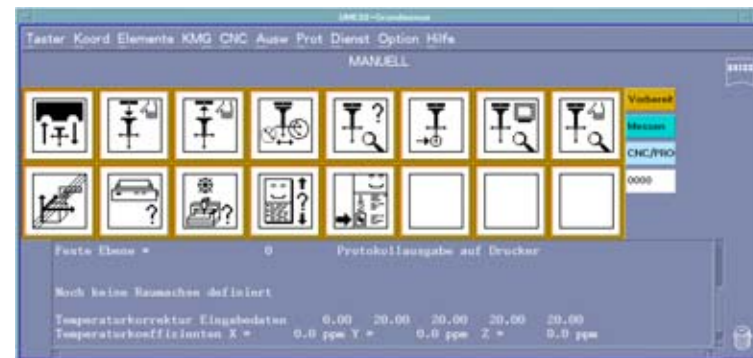 UMESS-Grundmenue
Taster Koord Elemente KMG CNC Ausw Prot Dienst Option Hilfe
MANUELL
Vorbereit
Messen
CNC/PRO
0000
Feste Ebene = 0 Protokollausgabe auf Drucker
Noch keine Raumachse definiert
Temperaturkorrektur Eingabedaten 0.00 20.00 20.00 20.00 20.00
Temperaturkoeffizienten X = 0.0 ppm Y = 0.0 ppm Z = 0.0 ppm